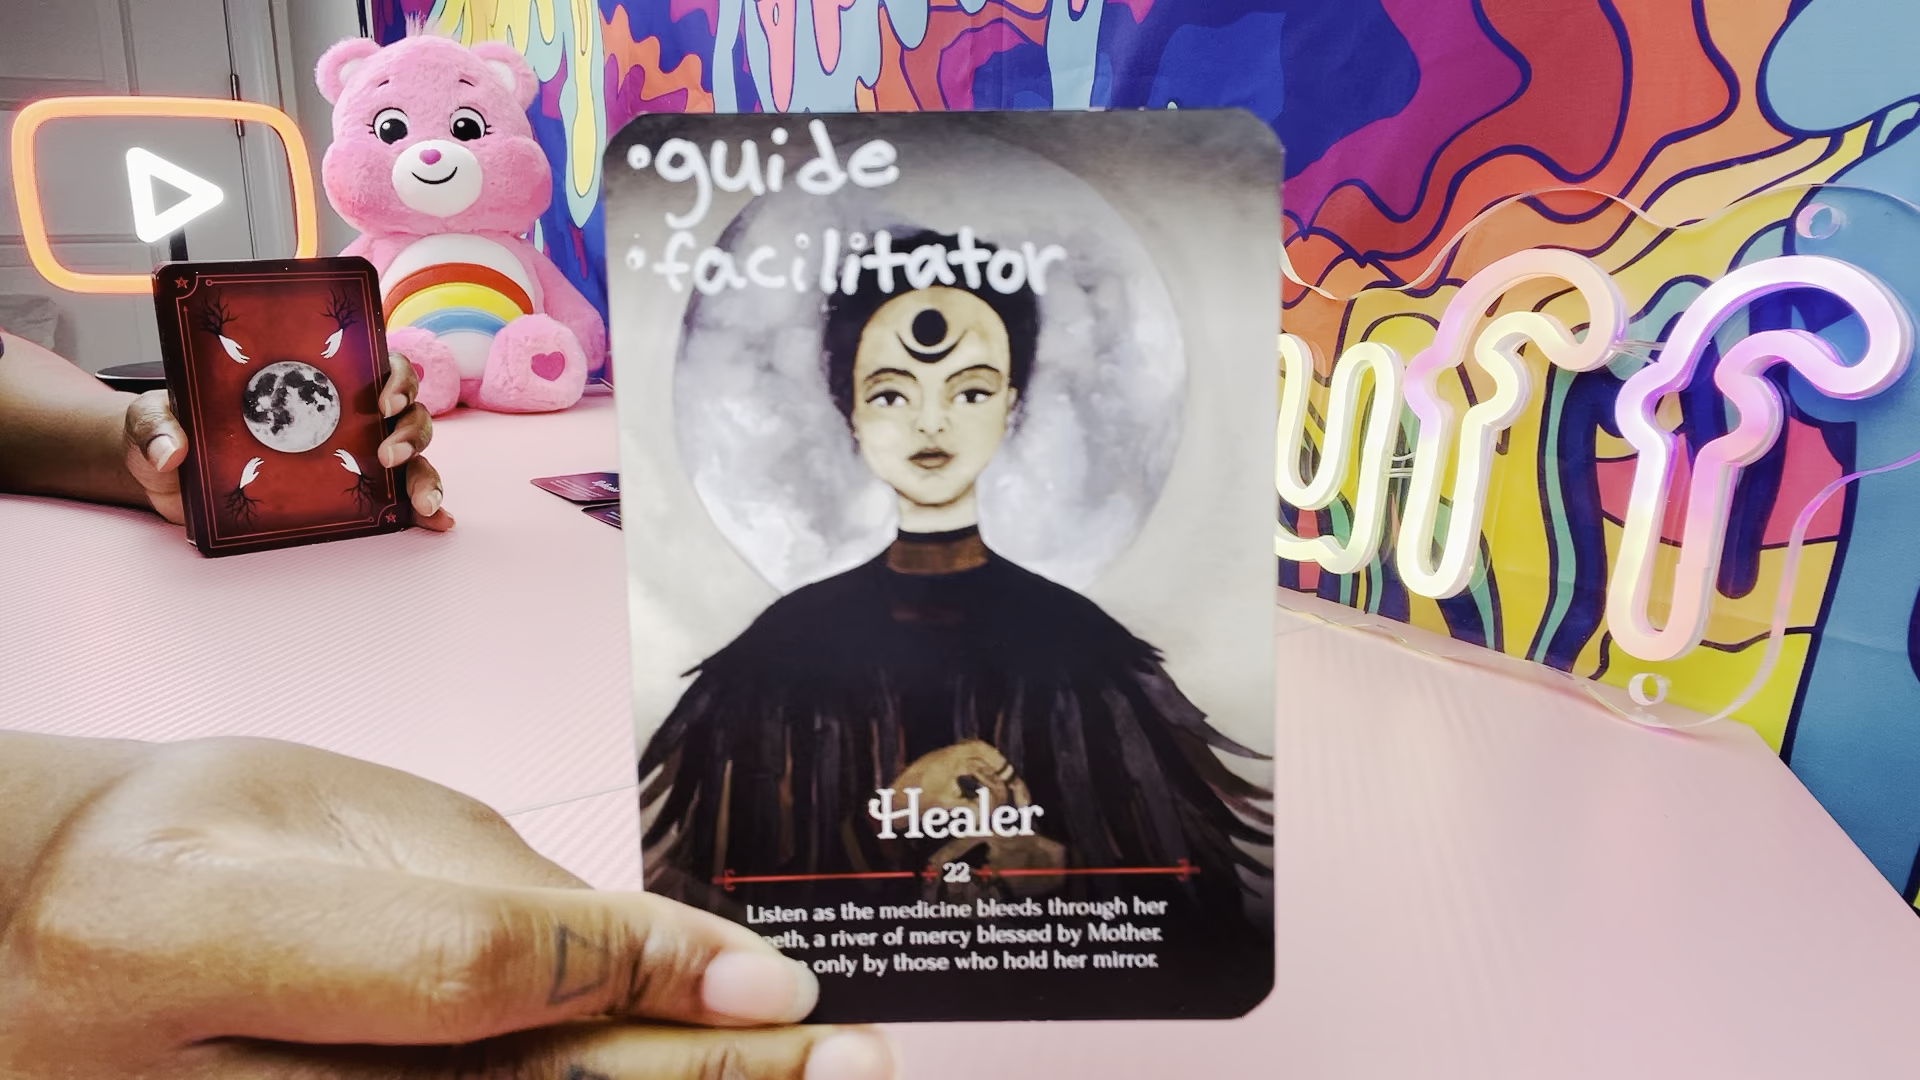 •guide
•facilitator
Healer
22
Listen as the medicine bleeds through her
eeth, a river of mercy blessed by Mother.
only by those who hold her mirror.